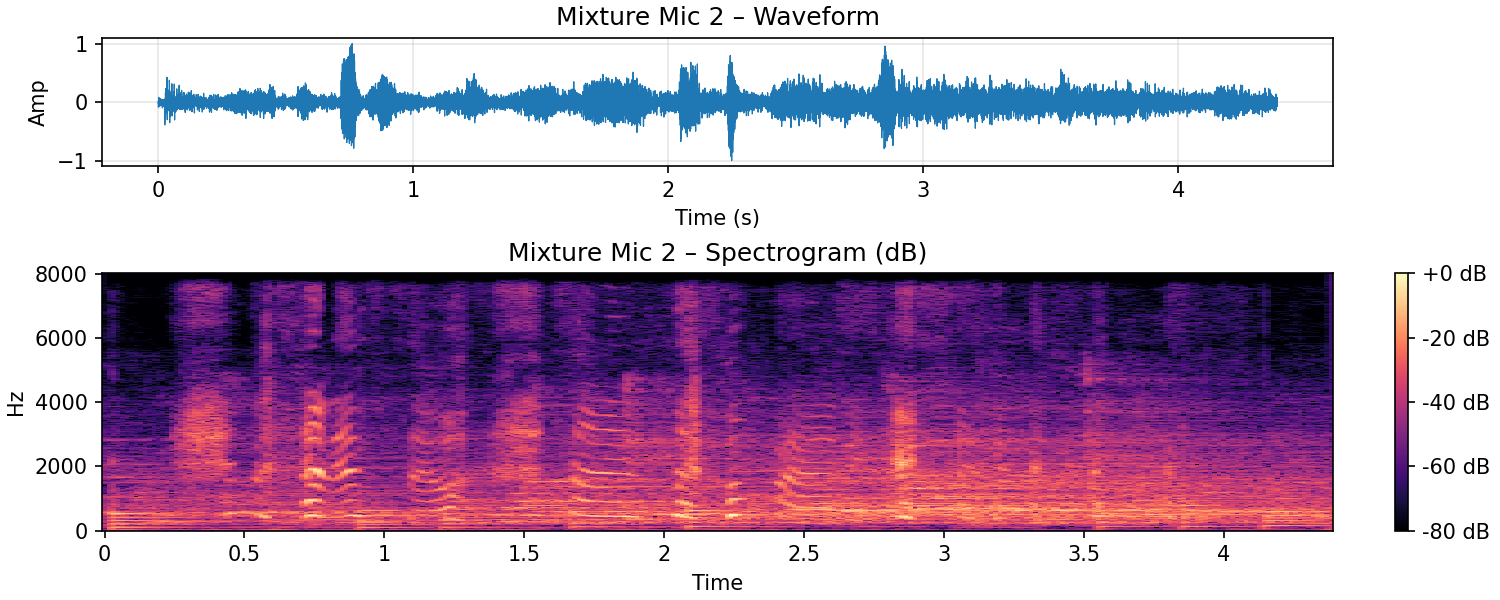 Mixture Mic 2 – Waveform
1
0
−1
Amp
0
1
2
3
4
Time (s)
Mixture Mic 2 – Spectrogram (dB)
8000
6000
4000
2000
0
Hz
0
0.5
1
1.5
2
2.5
3
3.5
4
Time
+0 dB
-20 dB
-40 dB
-60 dB
-80 dB